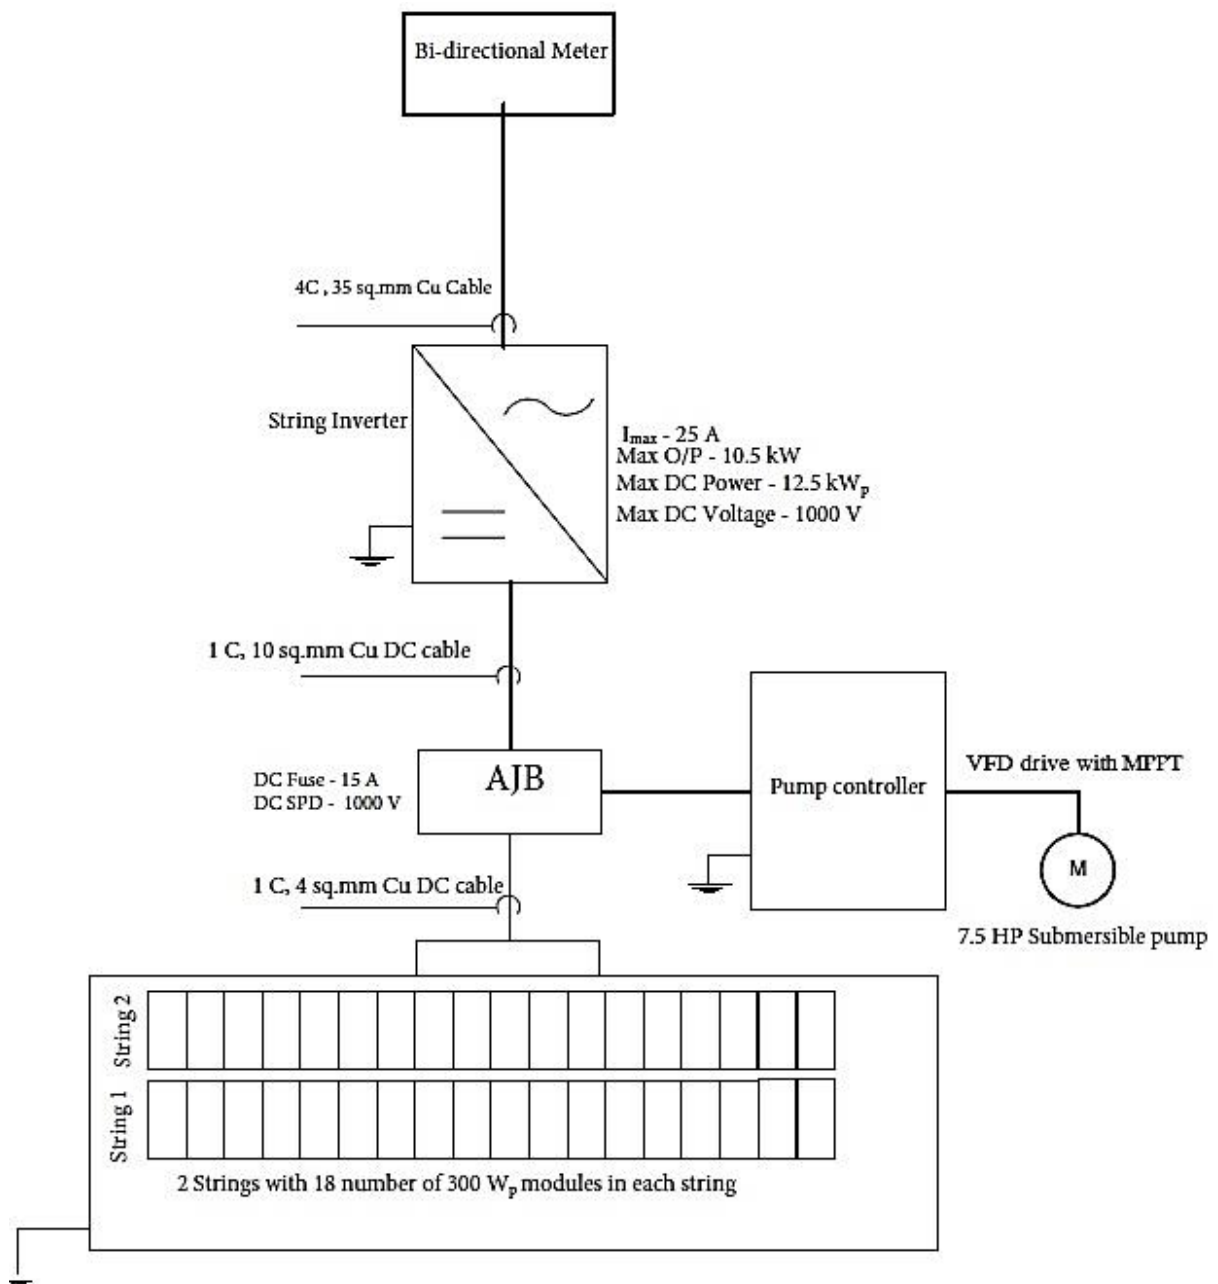 Bi-directional Meter
4C , 35 sq.mm Cu Cable
String Inverter
Imax - 25 A
Max O/P - 10.5 kW
Max DC Power - 12.5 kWp
Max DC Voltage - 1000 V
1 C, 10 sq.mm Cu DC cable
DC Fuse - 15 A
DC SPD - 1000 V
AJB
Pump controller
VFD drive with MPPT
M
7.5 HP Submersible pump
1 C, 4 sq.mm Cu DC cable
String 2
String 1
2 Strings with 18 number of 300 Wp modules in each string